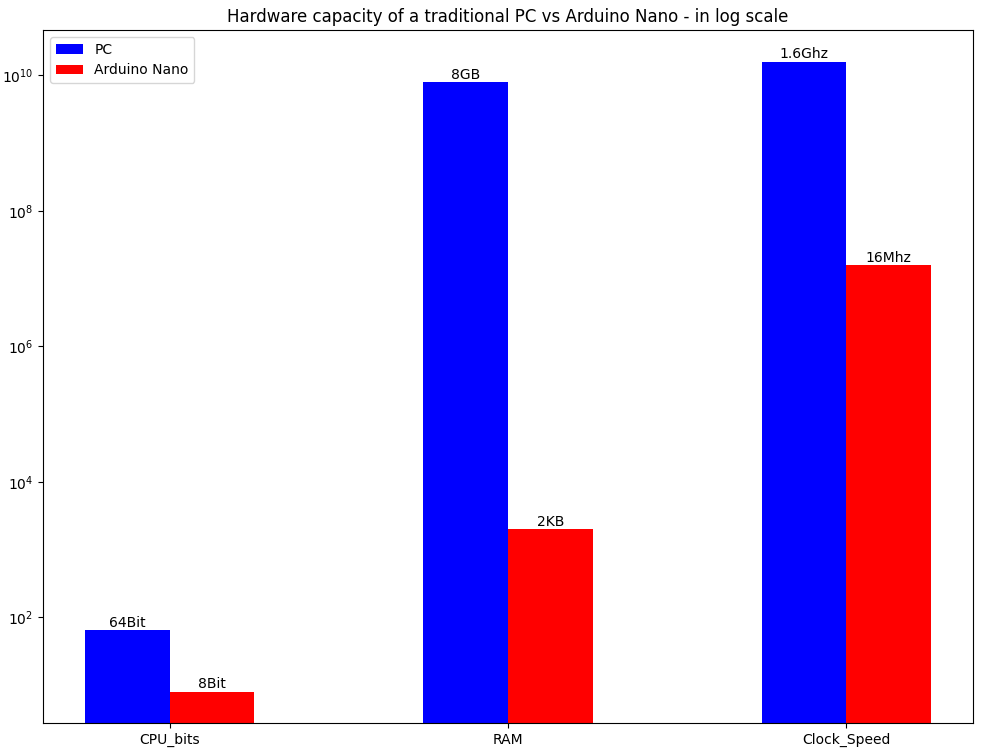 Hardware capacity of a traditional PC vs Arduino Nano - in log scale
PC
Arduino Nano
10^10
10^8
10^6
10^4
10^2
1.6Ghz
8GB
16Mhz
2KB
64Bit
8Bit
CPU_bits
RAM
Clock_Speed